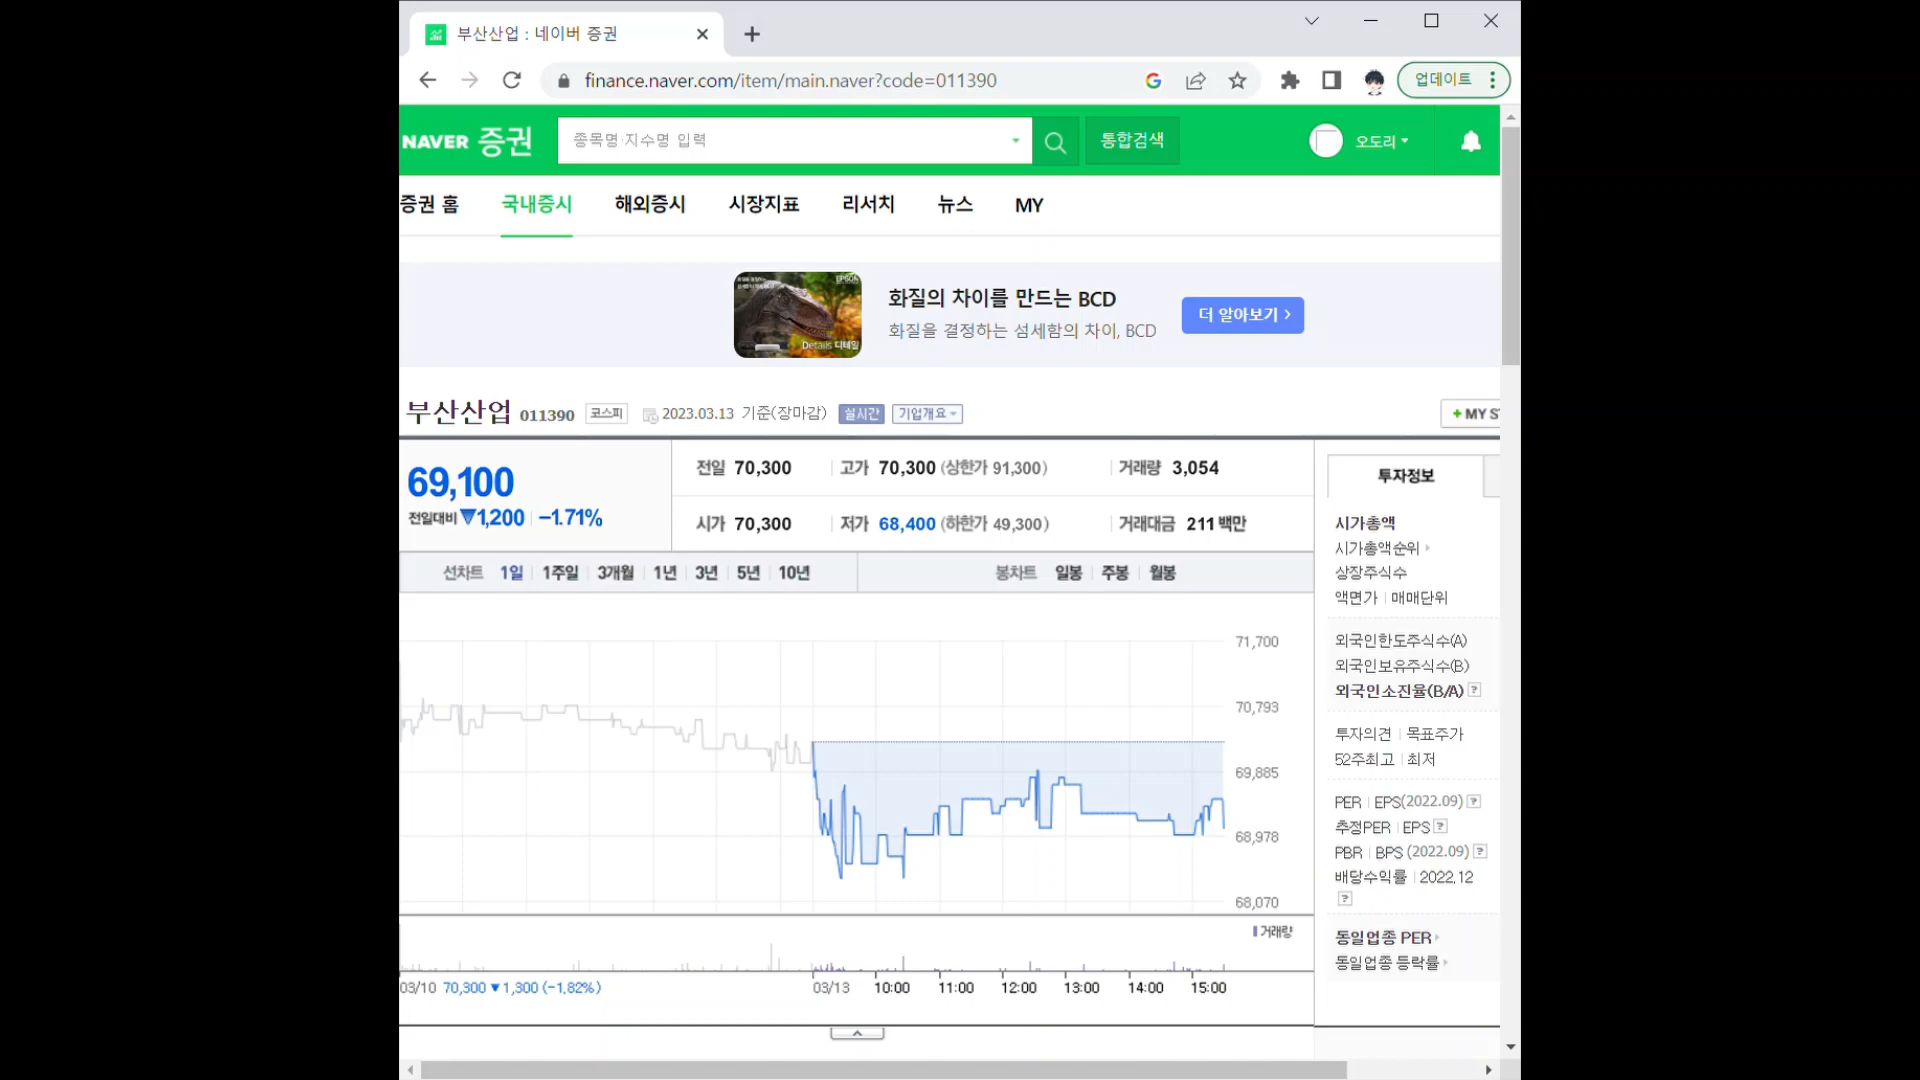 부산산업 : 네이버 증권
finance.naver.com/item/main.naver?code=011390
업데이트
NAVER 증권
종목명·지수명 입력
통합검색
오도리
증권 홈 국내증시 해외증시 시장지표 리서치 뉴스 MY
EPSON
Details 디테일
화질의 차이를 만드는 BCD
화질을 결정하는 섬세함의 차이, BCD
더 알아보기
부산산업 011390 코스피 2023.03.13 기준(장마감) 실시간 기업개요
+ MY
69,100
전일대비 ▼1,200 -1.71%
전일 70,300 고가 70,300 (상한가 91,300) 거래량 3,054
시가 70,300 저가 68,400 (하한가 49,300) 거래대금 211 백만
선차트 1일 1주일 3개월 1년 3년 5년 10년
봉차트 일봉 주봉 월봉
71,700
70,793
69,885
68,978
68,070
거래량
03/10 70,300 ▼ 1,300 (-1.82%)
03/13 10:00 11:00 12:00 13:00 14:00 15:00
투자정보
시가총액
시가총액순위
상장주식수
액면가 | 매매단위
외국인한도주식수(A)
외국인보유주식수(B)
외국인소진율(B/A) ?
투자의견 | 목표주가
52주최고 | 최저
PER | EPS(2022.09) ?
추정PER | EPS ?
PBR | BPS (2022.09) ?
배당수익률 | 2022.12
?
동일업종 PER
동일업종 등락률